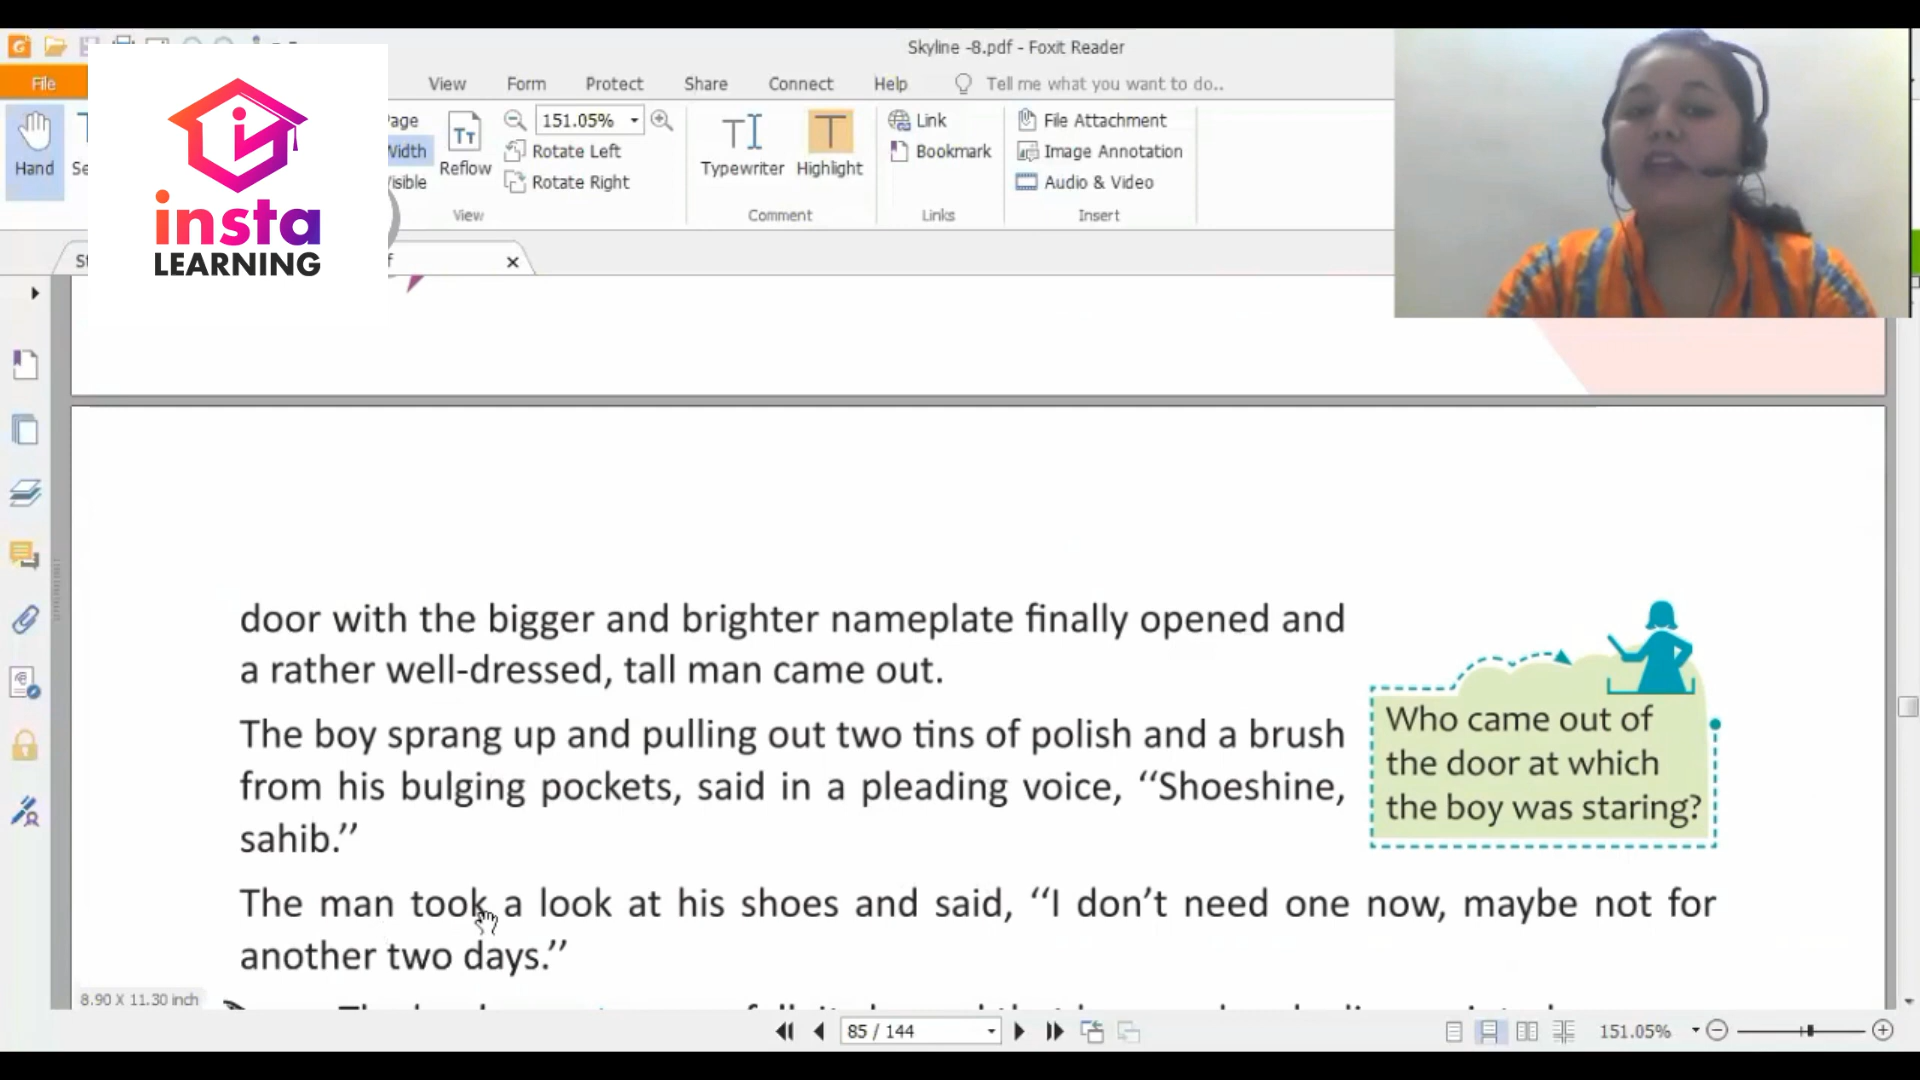 Skyline -8.pdf - Foxit Reader
File
View
Form
Protect
Share
Connect
Help
Tell me what you want to do..
Hand
insta
LEARNING
Reflow
151.05%
Rotate Left
Rotate Right
View
Typewriter
Highlight
Comment
Link
Bookmark
Links
File Attachment
Image Annotation
Audio & Video
Insert
door with the bigger and brighter nameplate finally opened and
a rather well-dressed, tall man came out.
The boy sprang up and pulling out two tins of polish and a brush
from his bulging pockets, said in a pleading voice, “Shoeshine,
sahib.”
Who came out of
the door at which
the boy was staring?
The man took a look at his shoes and said, “I don’t need one now, maybe not for
another two days.”
8.90 X 11.30 inch
85 / 144
151.05%